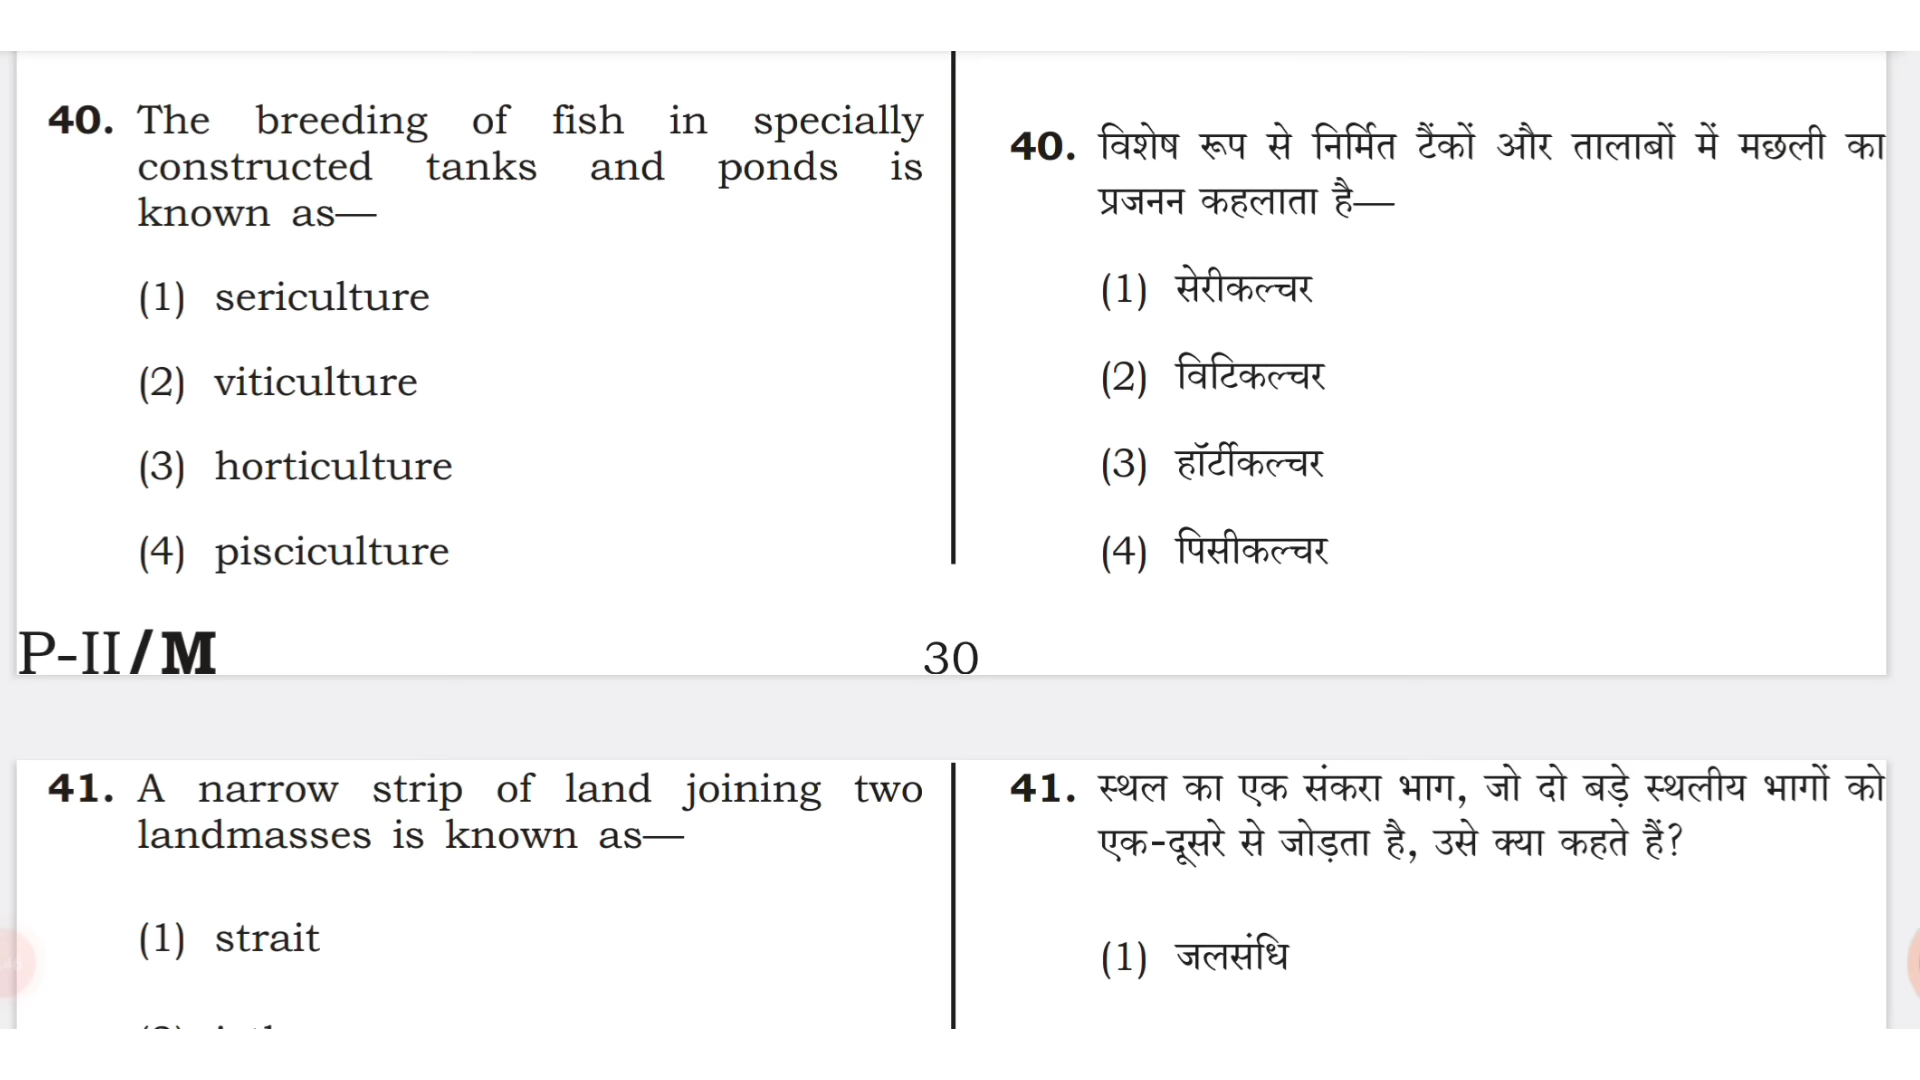 40. The breeding of fish in specially
constructed tanks and ponds is
known as—
(1) sericulture
(2) viticulture
(3) horticulture
(4) pisciculture
40. विशेष रूप से निर्मित टैंकों और तालाबों में मछली का
प्रजनन कहलाता है—
(1) सेरीकल्चर
(2) विटिकल्चर
(3) हॉर्टीकल्चर
(4) पिसीकल्चर
P-II/M
30
41. A narrow strip of land joining two
landmasses is known as—
(1) strait
41. स्थल का एक संकरा भाग, जो दो बड़े स्थलीय भागों को
एक-दूसरे से जोड़ता है, उसे क्या कहते हैं?
(1) जलसंधि